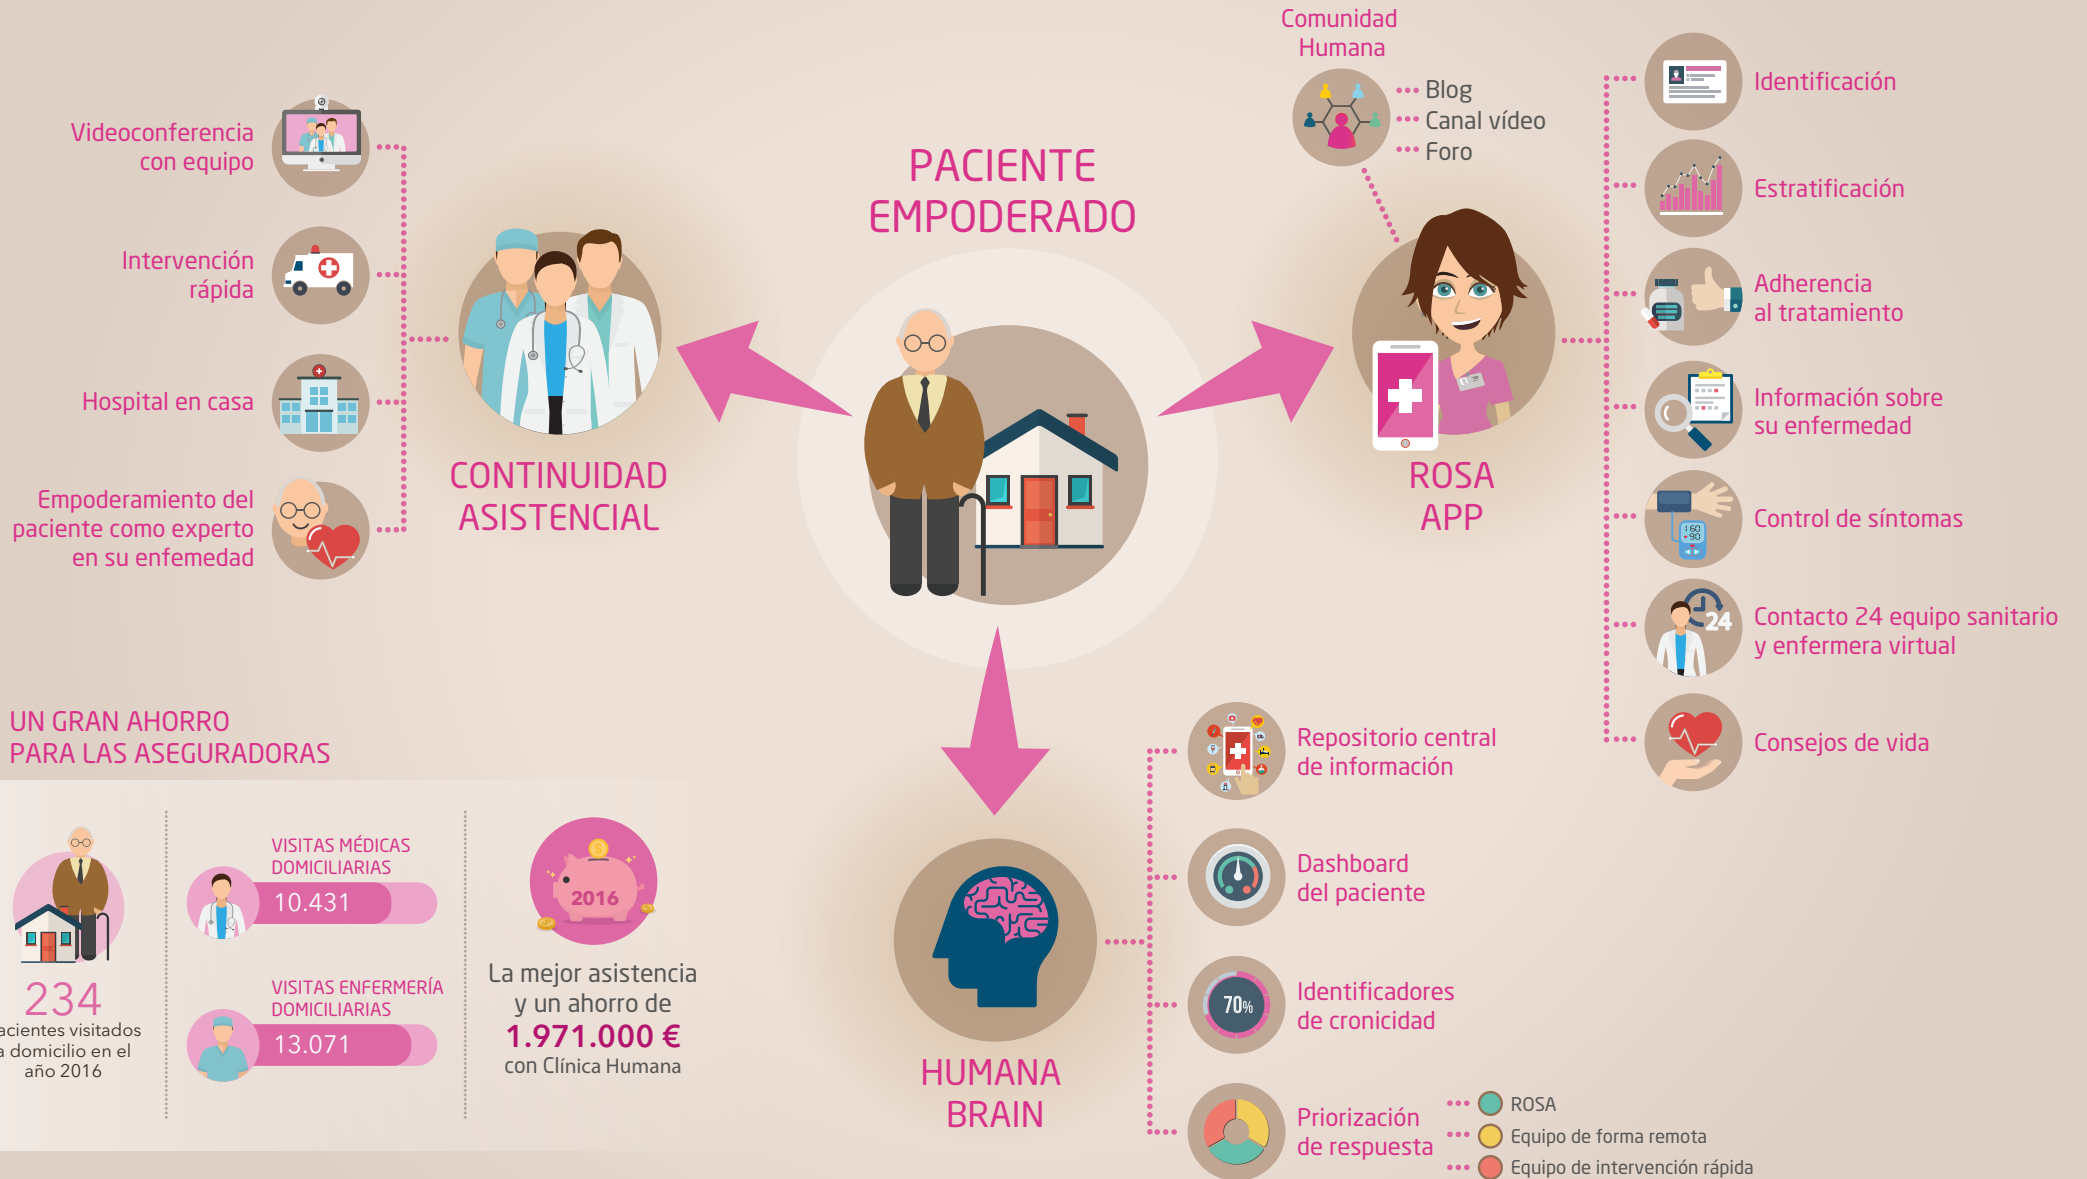 Comunidad
Humana
Blog
Canal vídeo
Foro
PACIENTE
EMPODERADO
Videoconferencia
con equipo
Intervención
rápida
Hospital en casa
Empoderamiento del
paciente como experto
en su enfemedad
CONTINUIDAD
ASISTENCIAL
ROSA
APP
Identificación
Estratificación
Adherencia
al tratamiento
Información sobre
su enfermedad
160
90
Control de síntomas
24
Contacto 24 equipo sanitario
y enfermera virtual
Consejos de vida
UN GRAN AHORRO
PARA LAS ASEGURADORAS
234
acientes visitados
a domicilio en el
año 2016
VISITAS MÉDICAS
DOMICILIARIAS
10.431
VISITAS ENFERMERÍA
DOMICILIARIAS
13.071
2016
La mejor asistencia
y un ahorro de
1.971.000 €
con Clínica Humana
HUMANA
BRAIN
Repositorio central
de información
Dashboard
del paciente
70%
Identificadores
de cronicidad
Priorización
de respuesta
ROSA
Equipo de forma remota
Equipo de intervención rápida